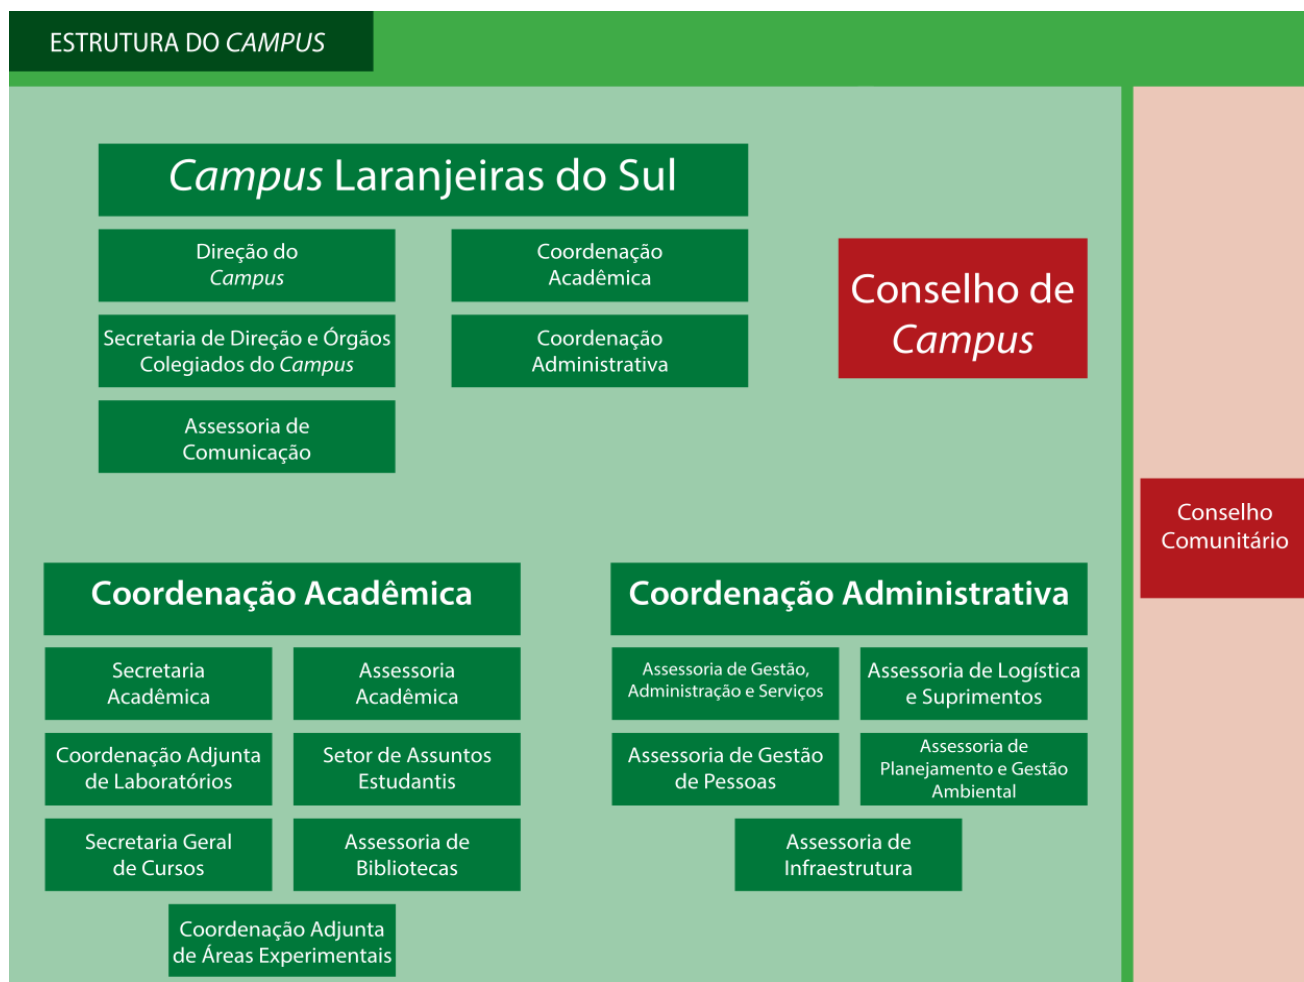 ESTRUTURA DO CAMPUS
Campus Laranjeiras do Sul
Direção do
Campus
Coordenação
Acadêmica
Secretaria de Direção e Órgãos
Colegiados do Campus
Coordenação
Administrativa
Assessoria de
Comunicação
Conselho de
Campus
Conselho
Comunitário
Coordenação Acadêmica
Secretaria
Acadêmica
Assessoria
Acadêmica
Coordenação Adjunta
de Laboratórios
Setor de Assuntos
Estudantis
Secretaria Geral
de Cursos
Assessoria de
Bibliotecas
Coordenação Adjunta
de Áreas Experimentais
Coordenação Administrativa
Assessoria de Gestão,
Administração e Serviços
Assessoria de Logística
e Suprimentos
Assessoria de Gestão
de Pessoas
Assessoria de
Planejamento e Gestão
Ambiental
Assessoria de
Infraestrutura